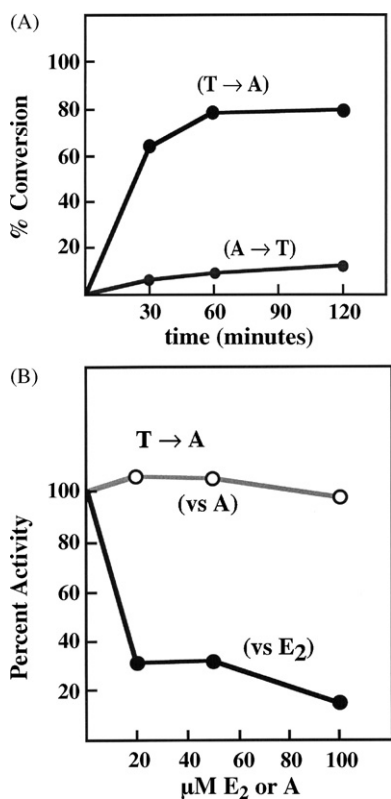 (A)
100
80
60
40
20
% Conversion
(T → A)
(A → T)
30 60 90 120
time (minutes)
(B)
T → A
100
80
60
40
20
Percent Activity
(vs A)
(vs E₂)
20 40 60 80 100
µM E₂ or A